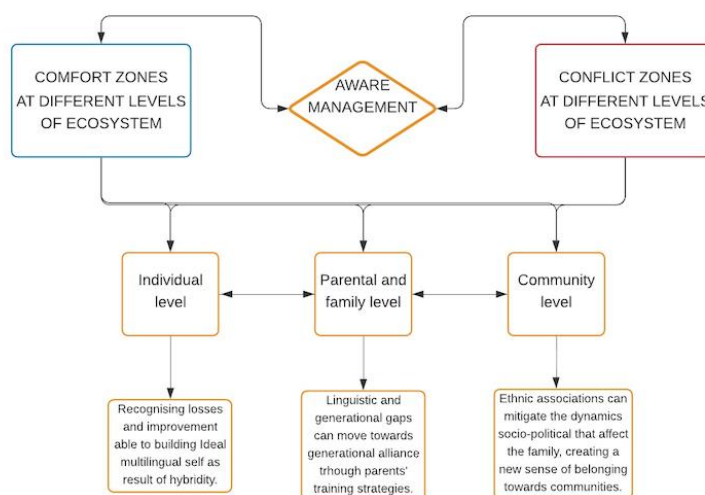 COMFORT ZONES
AT DIFFERENT LEVELS
OF ECOSYSTEM
AWARE
MANAGEMENT
CONFLICT ZONES
AT DIFFERENT LEVELS
OF ECOSYSTEM
Individual
level
Parental and
family level
Community
level
Recognising losses
and improvement
able to building Ideal
multilingual self as
result of hybridity.
Linguistic and
generational gaps
can move towards
generational alliance
trhough parents'
training strategies.
Ethnic associations can
mitigate the dynamics
socio-political that affect
the family, creating a
new sense of belonging
towards communities.